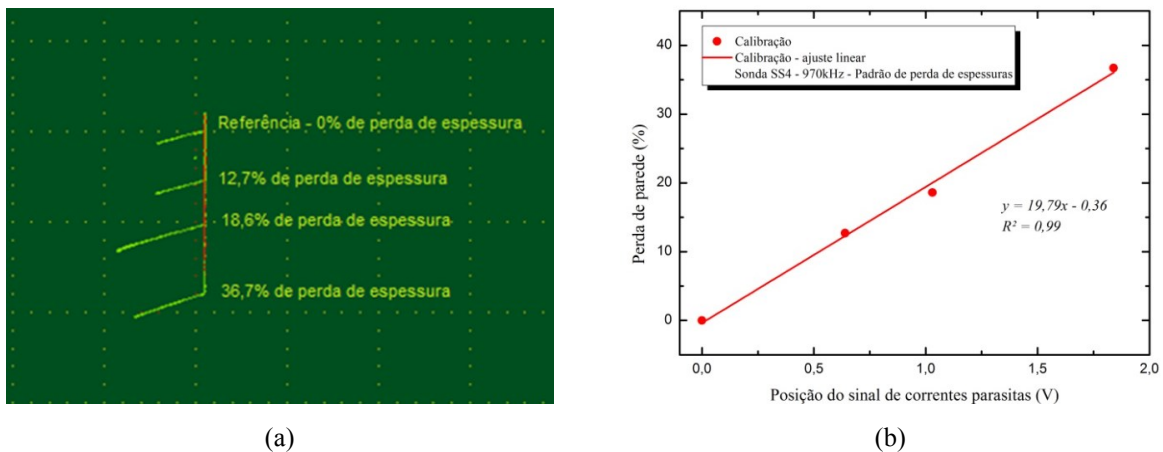 Referência - 0% de perda de espessura
12,7% de perda de espessura
18,6% de perda de espessura
36,7% de perda de espessura
(a)
Calibração
Calibração - ajuste linear
Sonda SS4 - 970kHz - Padrão de perda de espessuras
Perda de parede (%)
40
30
20
10
0
y = 19,79x - 0,36
R² = 0,99
0,0 0,5 1,0 1,5 2,0
Posição do sinal de correntes parasitas (V)
(b)